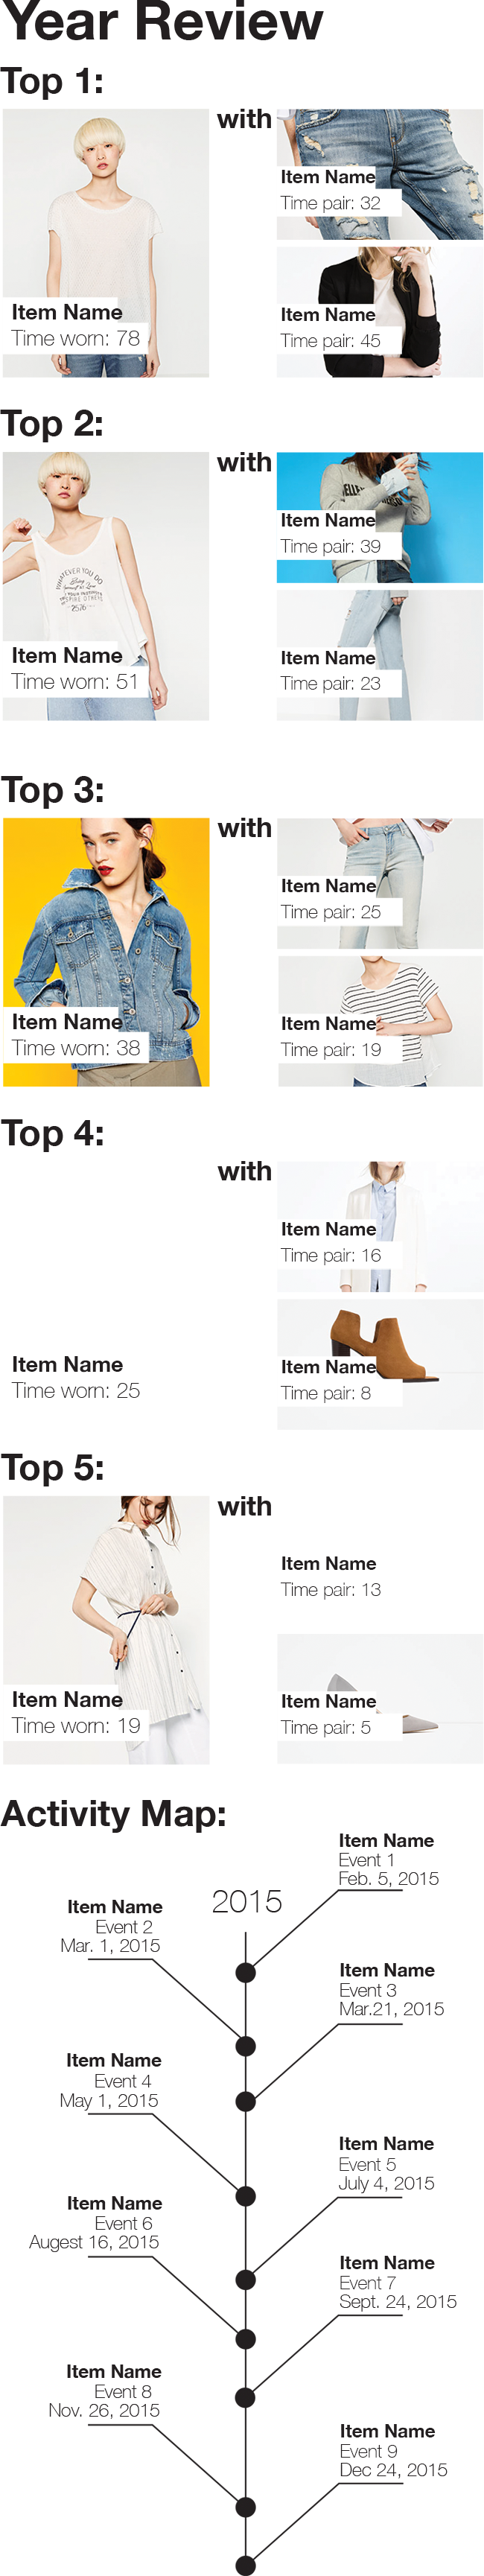 Year Review
Top 1:
with
Item Name
Time worn: 78
Item Name
Time pair: 32
Item Name
Time pair: 45
Top 2:
with
WHATEVER YOU DO
2576
Item Name
Time worn: 51
Item Name
Time pair: 39
Item Name
Time pair: 23
Top 3:
with
Item Name
Time worn: 38
Item Name
Time pair: 25
Item Name
Time pair: 19
Top 4:
with
Item Name
Time worn: 25
Item Name
Time pair: 16
Item Name
Time pair: 8
Top 5:
with
Item Name
Time worn: 19
Item Name
Time pair: 13
Item Name
Time pair: 5
Activity Map:
2015
Item Name
Event 1
Feb. 5, 2015
Item Name
Event 2
Mar. 1, 2015
Item Name
Event 3
Mar.21, 2015
Item Name
Event 4
May 1, 2015
Item Name
Event 5
July 4, 2015
Item Name
Event 6
Augest 16, 2015
Item Name
Event 7
Sept. 24, 2015
Item Name
Event 8
Nov. 26, 2015
Item Name
Event 9
Dec 24, 2015